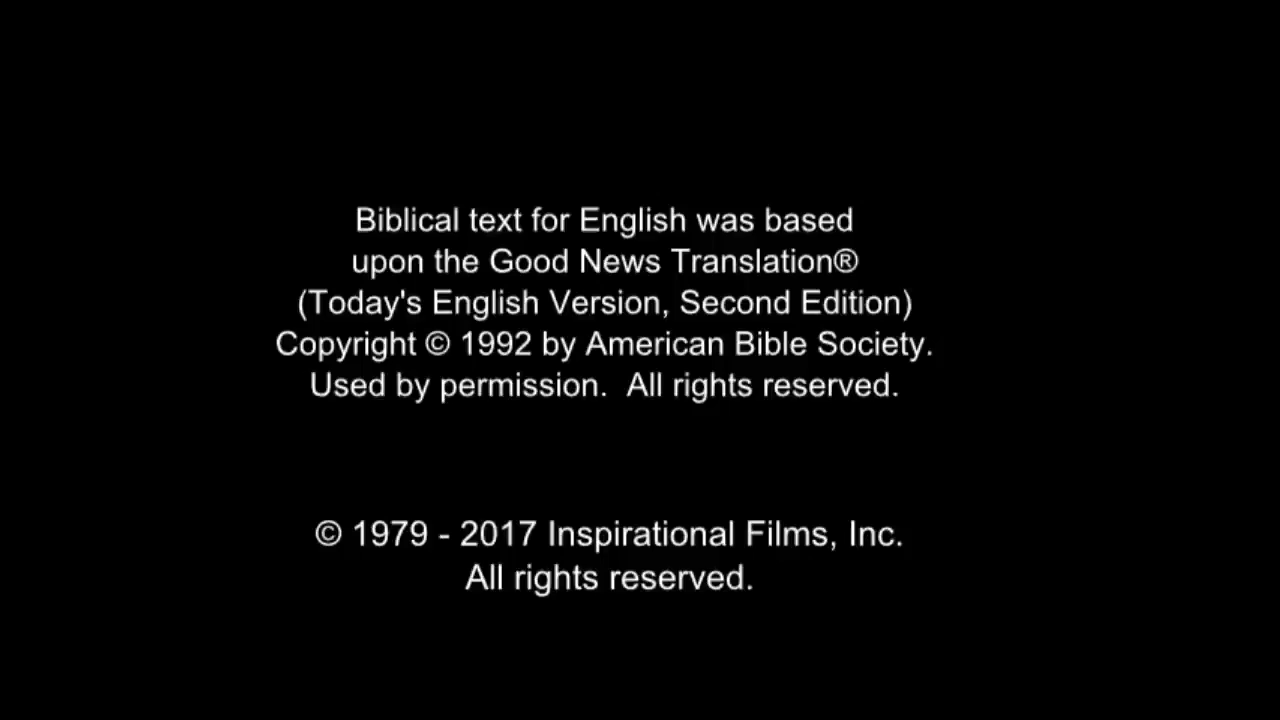 Biblical text for English was based
upon the Good News Translation®
(Today's English Version, Second Edition)
Copyright © 1992 by American Bible Society.
Used by permission.  All rights reserved.
© 1979 - 2017 Inspirational Films, Inc.
All rights reserved.